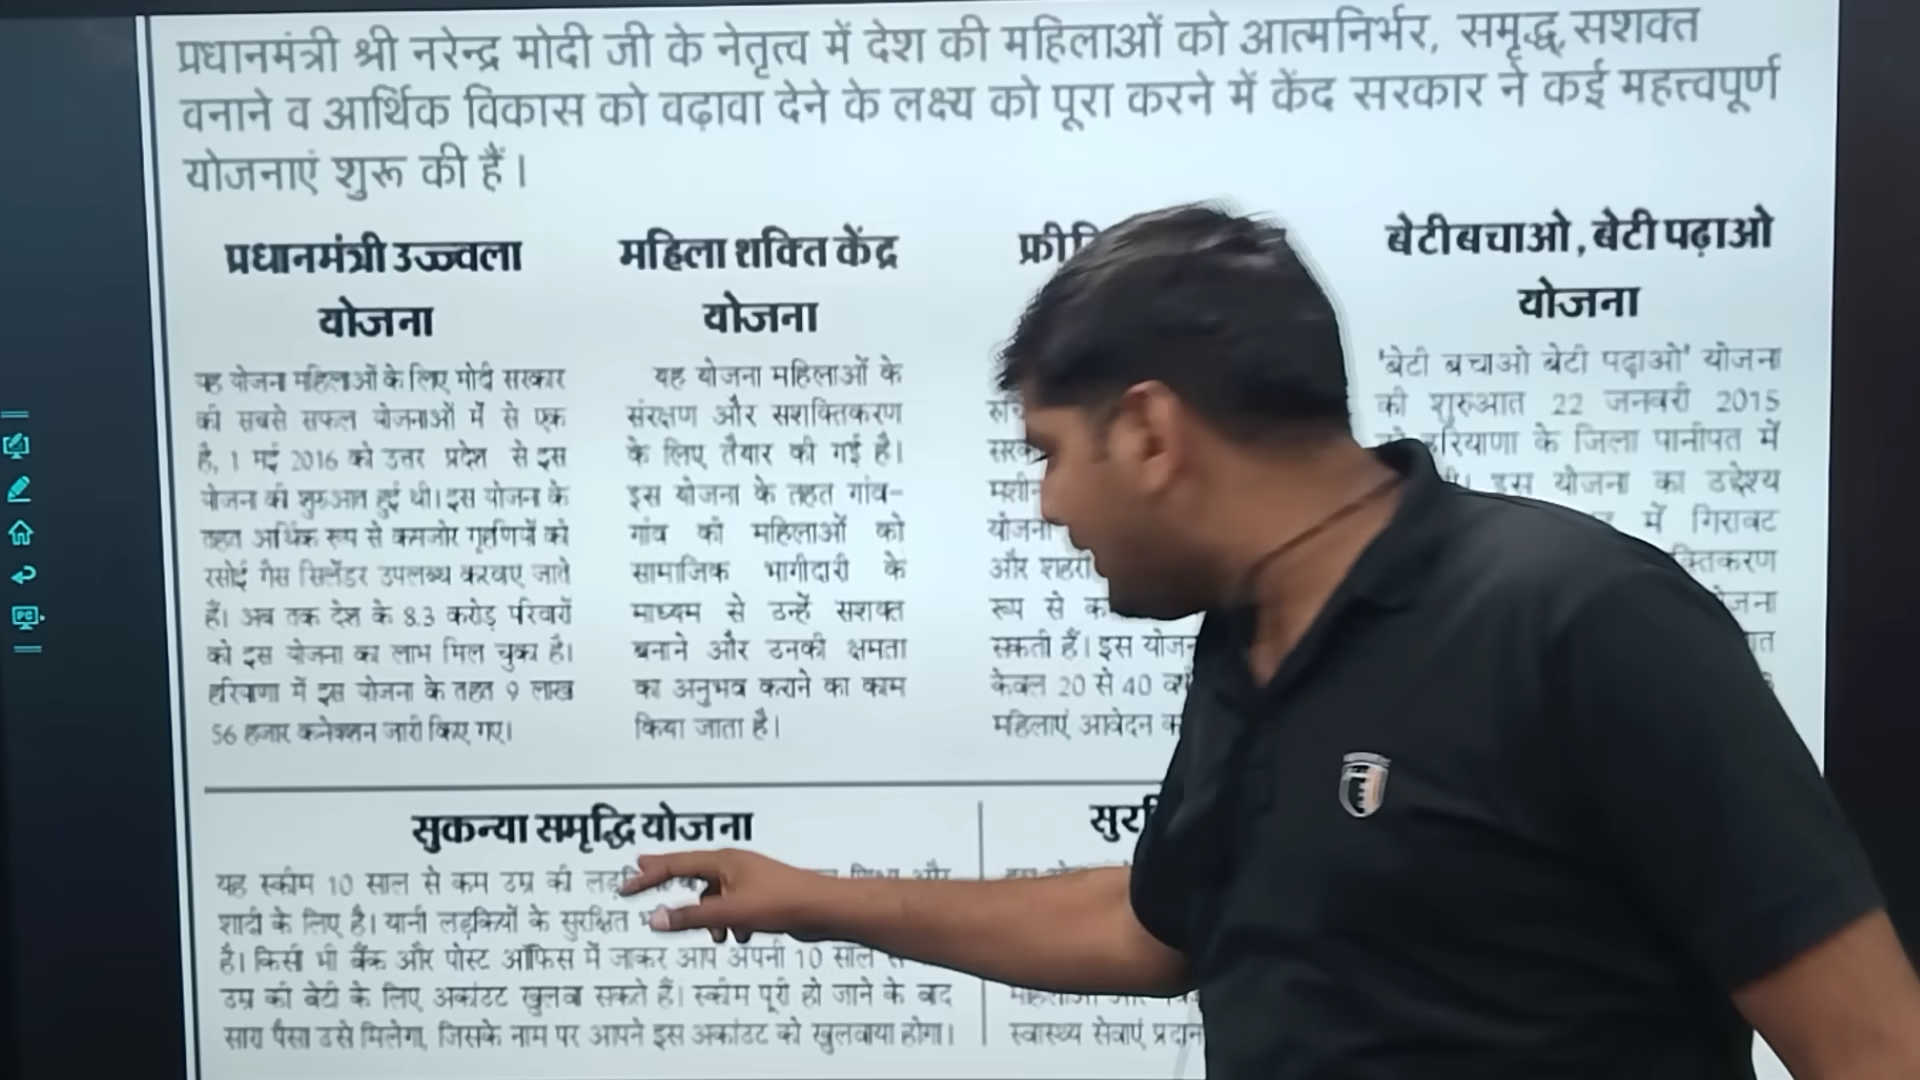 प्रधानमंत्री श्री नरेन्द्र मोदी जी के नेतृत्व में देश की महिलाओं को आत्मनिर्भर, समृद्ध, सशक्त
वनाने व आर्थिक विकास को वढ़ावा देने के लक्ष्य को पूरा करने में केंद सरकार ने कई महत्त्वपूर्ण
योजनाएं शुरू की हैं।
प्रधानमंत्री उज्ज्वला
योजना
यह योजना महिलाओं के लिए मोदी सरकार
की सबसे सफल योजनाओं में से एक
है, 1 मई 2016 को उत्तर प्रदेश से इस
योजना की शुरुआत हुई थी। इस योजना के
तहत आर्थिक रूप से कमजोर गृहणियों को
रसोई गैस सिलेंडर उपलब्ध करवाए जाते
हैं। अब तक देश के 8.3 करोड़ परिवारों
को इस योजना का लाभ मिल चुका है।
हरियाणा में इस योजना के तहत 9 लाख
56 हजार कनेक्शन जारी किए गए।
महिला शक्ति केंद्र
योजना
यह योजना महिलाओं के
संरक्षण और सशक्तिकरण
के लिए तैयार की गई है।
इस योजना के तहत गांव-
गांव की महिलाओं को
सामाजिक भागीदारी के
माध्यम से उन्हें सशक्त
बनाने और उनकी क्षमता
का अनुभव कराने का काम
किया जाता है।
फ्री
योजना
और शहरी
रूप से
सकती हैं। इस
केवल 20 से 40
महिलाएं आवेदन
बेटी बचाओ, बेटी पढ़ाओ
योजना
'बेटी बचाओ बेटी पढ़ाओ' योजना
की शुरुआत 22 जनवरी 2015
हरियाणा के जिला पानीपत में
इस योजना का उद्देश्य
में गिरावट
सुकन्या समृद्धि योजना
यह स्कीम 10 साल से कम उम्र की
शादी के लिए है। यानी लड़कियों के सुरक्षित
है। किसी भी बैंक और पोस्ट ऑफिस में जाकर आप अपनी 10 साल
उम्र की बेटी के लिए अकांउट खुलवा सकते हैं। स्कीम पूरी हो जाने के बाद
सारा पैसा उसे मिलेगा, जिसके नाम पर आपने इस अकांउट को खुलवाया होगा।
स्वास्थ्य सेवाएं
PC